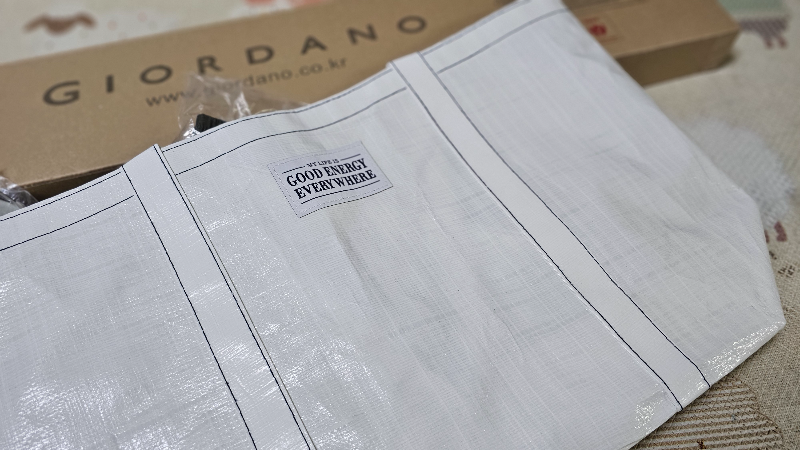 GIORDANO
www.giordano.co.kr
MY LIFE IS
GOOD ENERGY
EVERYWHERE